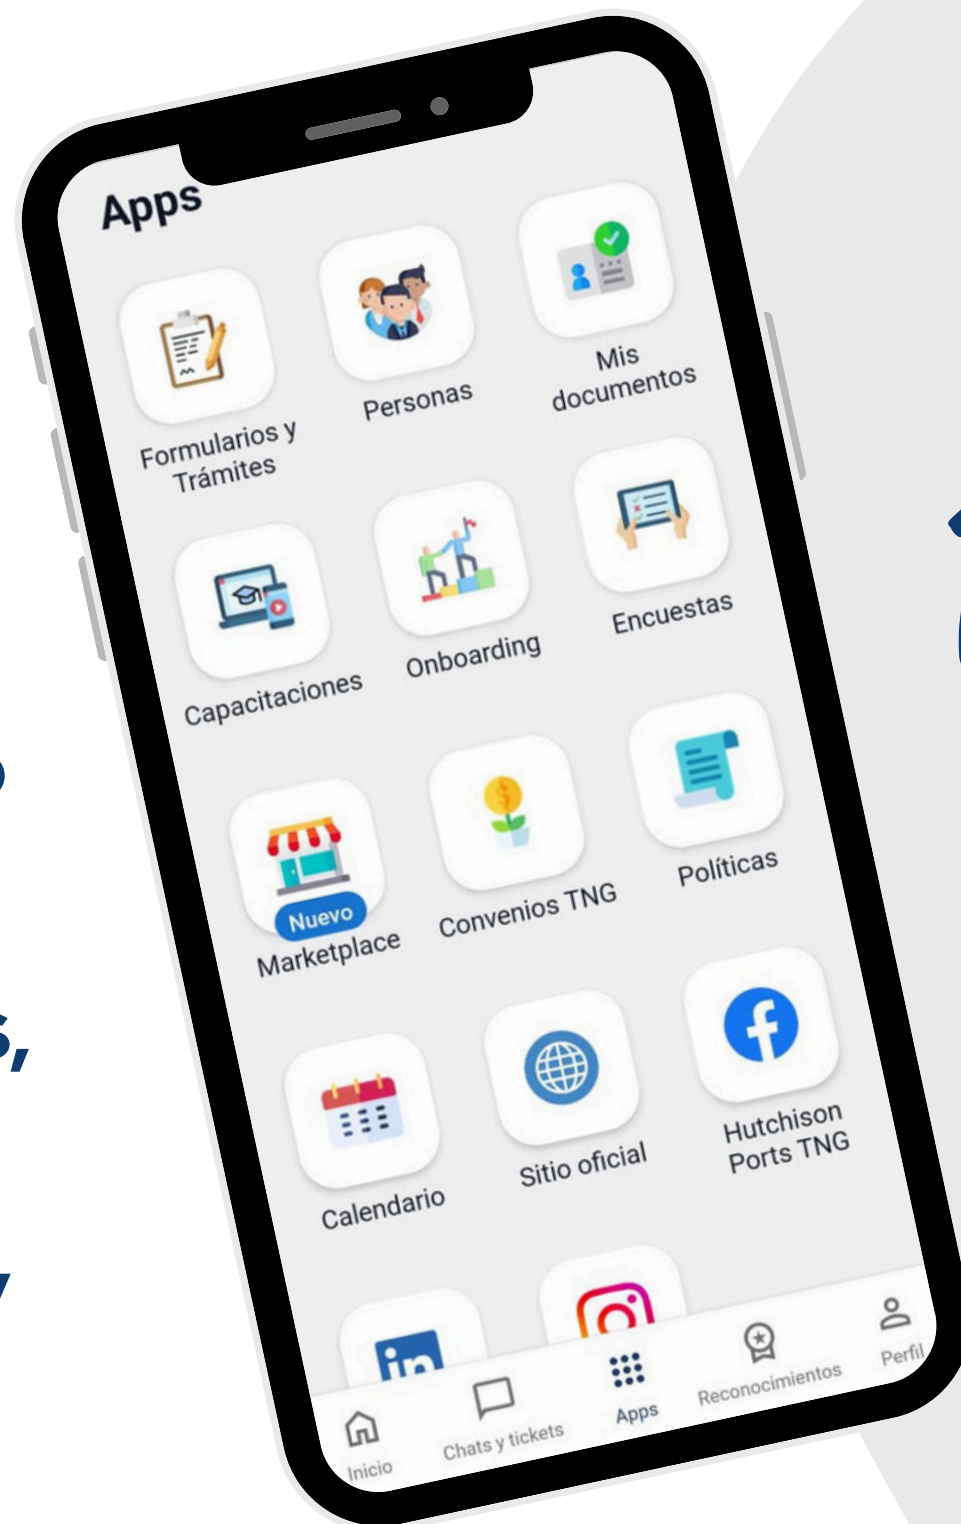 Apps
Formularios y
Trámites
Personas
Mis
documentos
Capacitaciones
Onboarding
Encuestas
Nuevo
Marketplace
Convenios TNG
Políticas
Calendario
Sitio oficial
Hutchison
Ports TNG
in
Inicio
Chats y tickets
Apps
Reconocimientos
Perfil